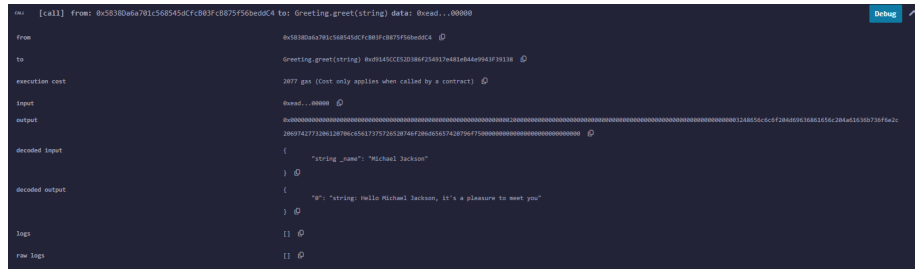 CALL [call] from: 0x5B38Da6a701c568545dCfcB03FcB875f56beddC4 to: Greeting.greet(string) data: 0xead...00000 Debug
from 0x5B38Da6a701c568545dCfcB03FcB875f56beddC4
to Greeting.greet(string) 0xd9145CCE52D386f254917e481eB44e9943F39138
execution cost 2077 gas (Cost only applies when called by a contract)
input 0xead...00000
output
decoded input {
"string _name": "Michael Jackson"
}
decoded output {
"0": "string: Hello Michael Jackson, it's a pleasure to meet you"
}
logs []
raw logs []